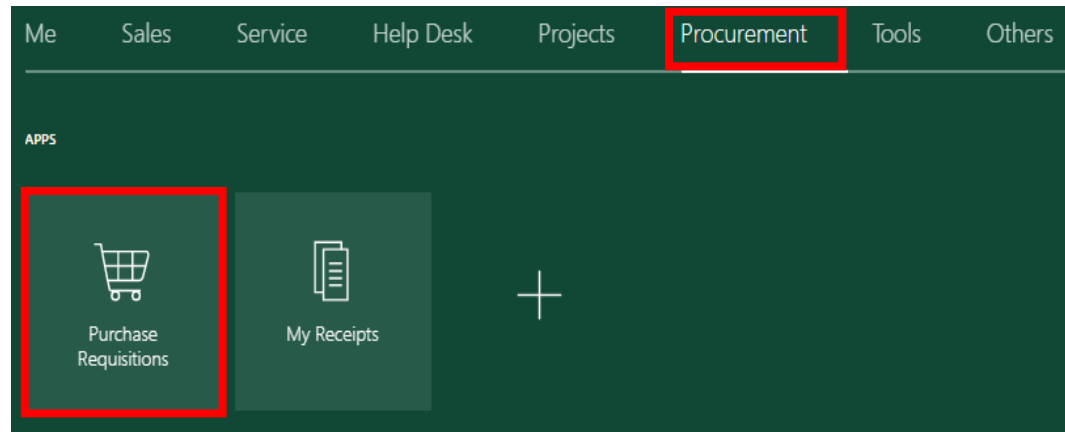 Me Sales Service Help Desk Projects Procurement Tools Others
APPS
Purchase
Requisitions
My Receipts